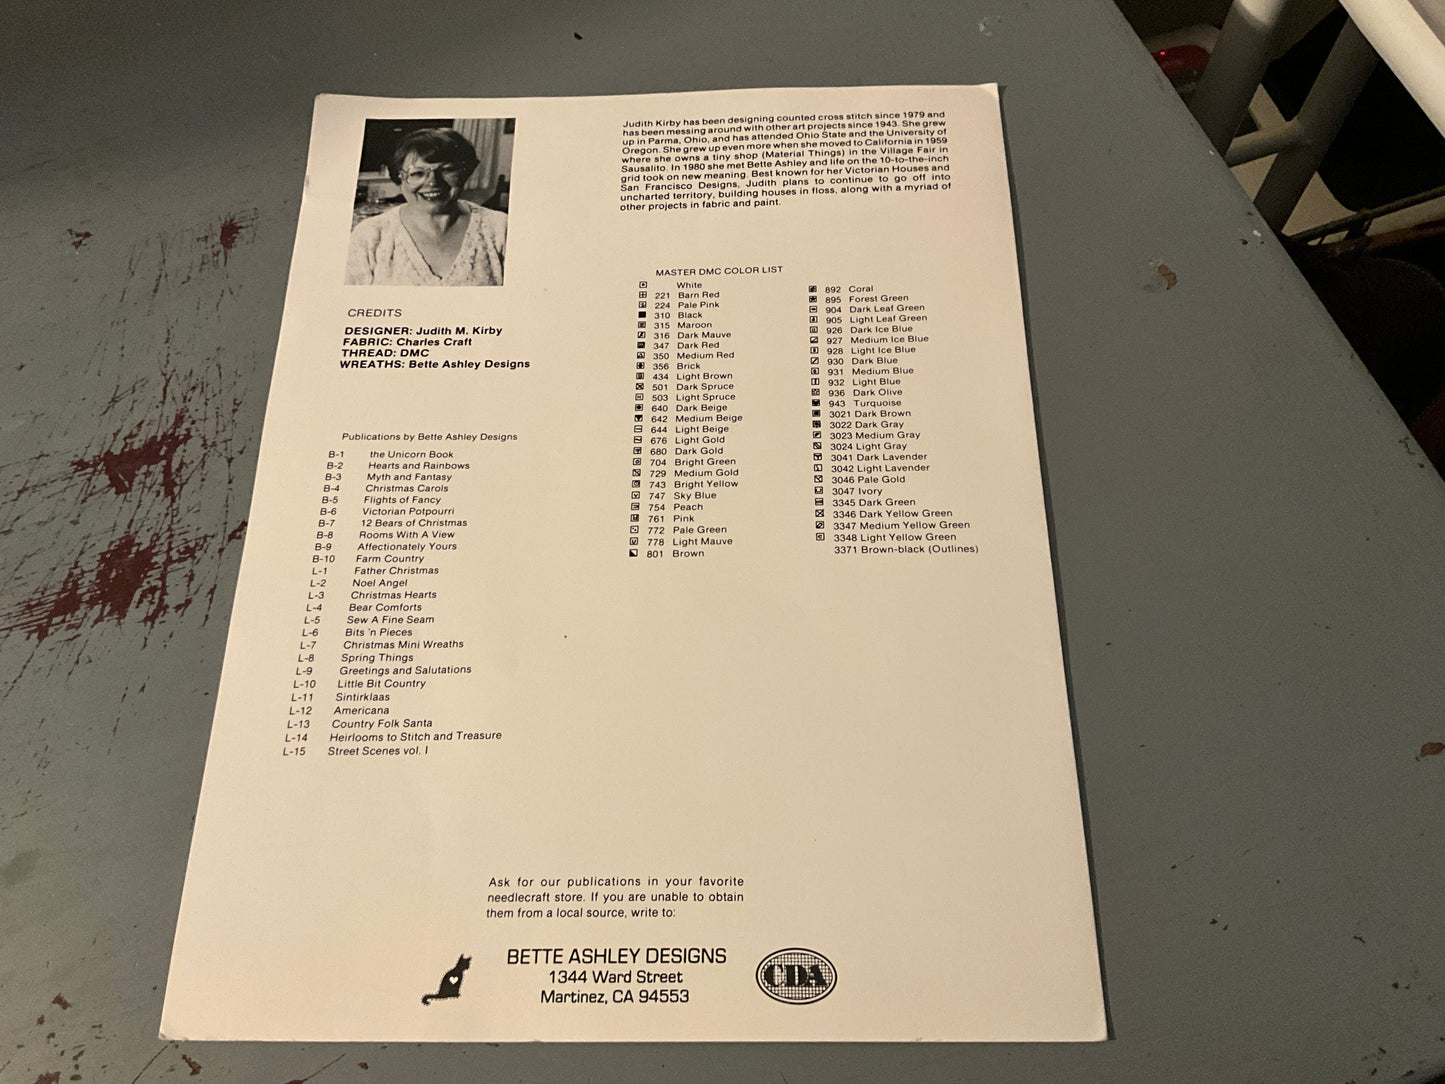 Judith Kirby has been designing counted cross stitch since 1979 and
has been messing around with other art projects since 1943. She grew
up in Parma, Ohio, and has attended Ohio State and the University of
Oregon. She grew up even more when she moved to California in 1959
where she owns a tiny shop (Material Things) in the Village Fair in
Sausalito. In 1980 she met Bette Ashley and life on the 10-to-the-inch
grid took on new meaning. Best known for her Victorian Houses and
San Francisco Designs, Judith plans to continue to go off into
uncharted territory, building houses in floss, along with a myriad of
other projects in fabric and paint.
CREDITS
DESIGNER: Judith M. Kirby
FABRIC: Charles Craft
THREAD: DMC
WREATHS: Bette Ashley Designs
Publications by Bette Ashley Designs
B-1 the Unicorn Book
B-2 Hearts and Rainbows
B-3 Myth and Fantasy
B-4 Christmas Carols
B-5 Flights of Fancy
B-6 Victorian Potpourri
B-7 12 Bears of Christmas
B-8 Rooms With A View
B-9 Affectionately Yours
B-10 Farm Country
L-1 Father Christmas
L-2 Noel Angel
L-3 Christmas Hearts
L-4 Bear Comforts
L-5 Sew A Fine Seam
L-6 Bits 'n Pieces
L-7 Christmas Mini Wreaths
L-8 Spring Things
L-9 Greetings and Salutations
L-10 Little Bit Country
L-11 Sintirklaas
L-12 Americana
L-13 Country Folk Santa
L-14 Heirlooms to Stitch and Treasure
L-15 Street Scenes vol. I
MASTER DMC COLOR LIST
White
221 Barn Red
224 Pale Pink
310 Black
315 Maroon
316 Dark Mauve
347 Dark Red
350 Medium Red
356 Brick
434 Light Brown
501 Dark Spruce
503 Light Spruce
640 Dark Beige
642 Medium Beige
644 Light Beige
676 Light Gold
680 Dark Gold
704 Bright Green
729 Medium Gold
743 Bright Yellow
747 Sky Blue
754 Peach
761 Pink
772 Pale Green
778 Light Mauve
801 Brown
892 Coral
895 Forest Green
904 Dark Leaf Green
905 Light Leaf Green
926 Dark Ice Blue
927 Medium Ice Blue
928 Light Ice Blue
930 Dark Blue
931 Medium Blue
932 Light Blue
936 Dark Olive
943 Turquoise
3021 Dark Brown
3022 Dark Gray
3023 Medium Gray
3024 Light Gray
3041 Dark Lavender
3042 Light Lavender
3046 Pale Gold
3047 Ivory
3345 Dark Green
3346 Dark Yellow Green
3347 Medium Yellow Green
3348 Light Yellow Green
3371 Brown-black (Outlines)
Ask for our publications in your favorite
needlecraft store. If you are unable to obtain
them from a local source, write to:
BETTE ASHLEY DESIGNS
1344 Ward Street
Martinez, CA 94553
CDA